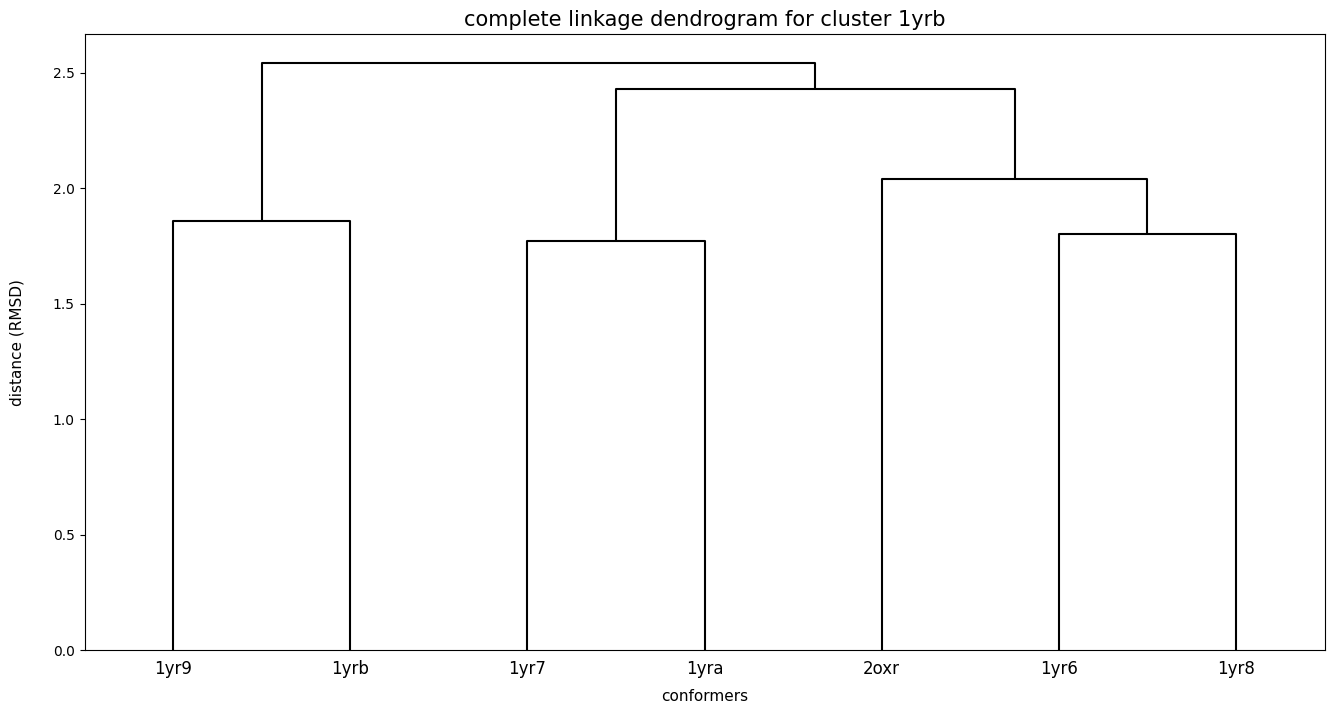 complete linkage dendrogram for cluster 1yrb
2.5
2.0
1.5
1.0
0.5
0.0
distance (RMSD)
1yr9 1yrb 1yr7 1yra 2oxr 1yr6 1yr8
conformers